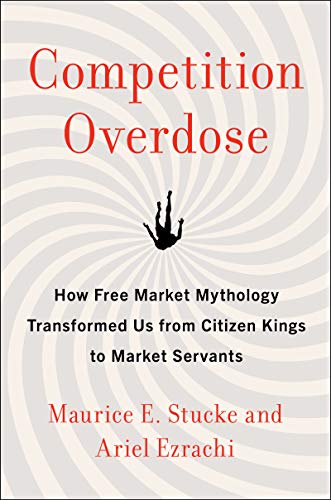 Competition
Overdose
How Free Market Mythology
Transformed Us from Citizen Kings
to Market Servants
Maurice E. Stucke and
Ariel Ezrachi